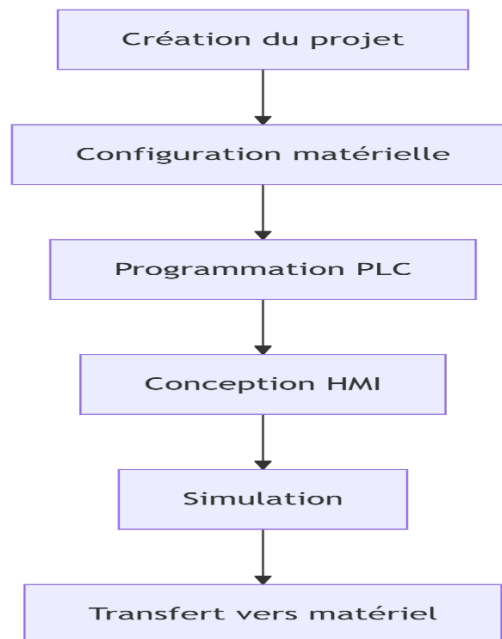 Création du projet
Configuration matérielle
Programmation PLC
Conception HMI
Simulation
Transfert vers matériel